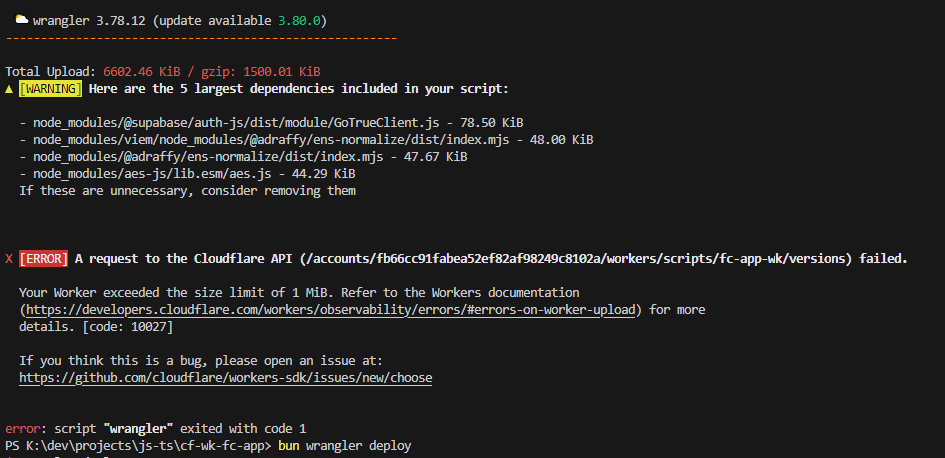 wrangler 3.78.12 (update available 3.80.0)
-------------------------------------------------------
Total Upload: 6602.46 KiB / gzip: 1500.01 KiB
▲ [WARNING] Here are the 5 largest dependencies included in your script:
- node_modules/@supabase/auth-js/dist/module/GoTrueClient.js - 78.50 KiB
- node_modules/viem/node_modules/@adraffy/ens-normalize/dist/index.mjs - 48.00 KiB
- node_modules/@adraffy/ens-normalize/dist/index.mjs - 47.67 KiB
- node_modules/aes-js/lib.esm/aes.js - 44.29 KiB
If these are unnecessary, consider removing them
X [ERROR] A request to the Cloudflare API (/accounts/fb66cc91fabea52ef82af98249c8102a/workers/scripts/fc-app-wk/versions) failed.
Your Worker exceeded the size limit of 1 MiB. Refer to the Workers documentation
(https://developers.cloudflare.com/workers/observability/errors/#errors-on-worker-upload) for more
details. [code: 10027]
If you think this is a bug, please open an issue at:
https://github.com/cloudflare/workers-sdk/issues/new/choose
error: script "wrangler" exited with code 1
PS K:\dev\projects\js-ts\cf-wk-fc-app> bun wrangler deploy